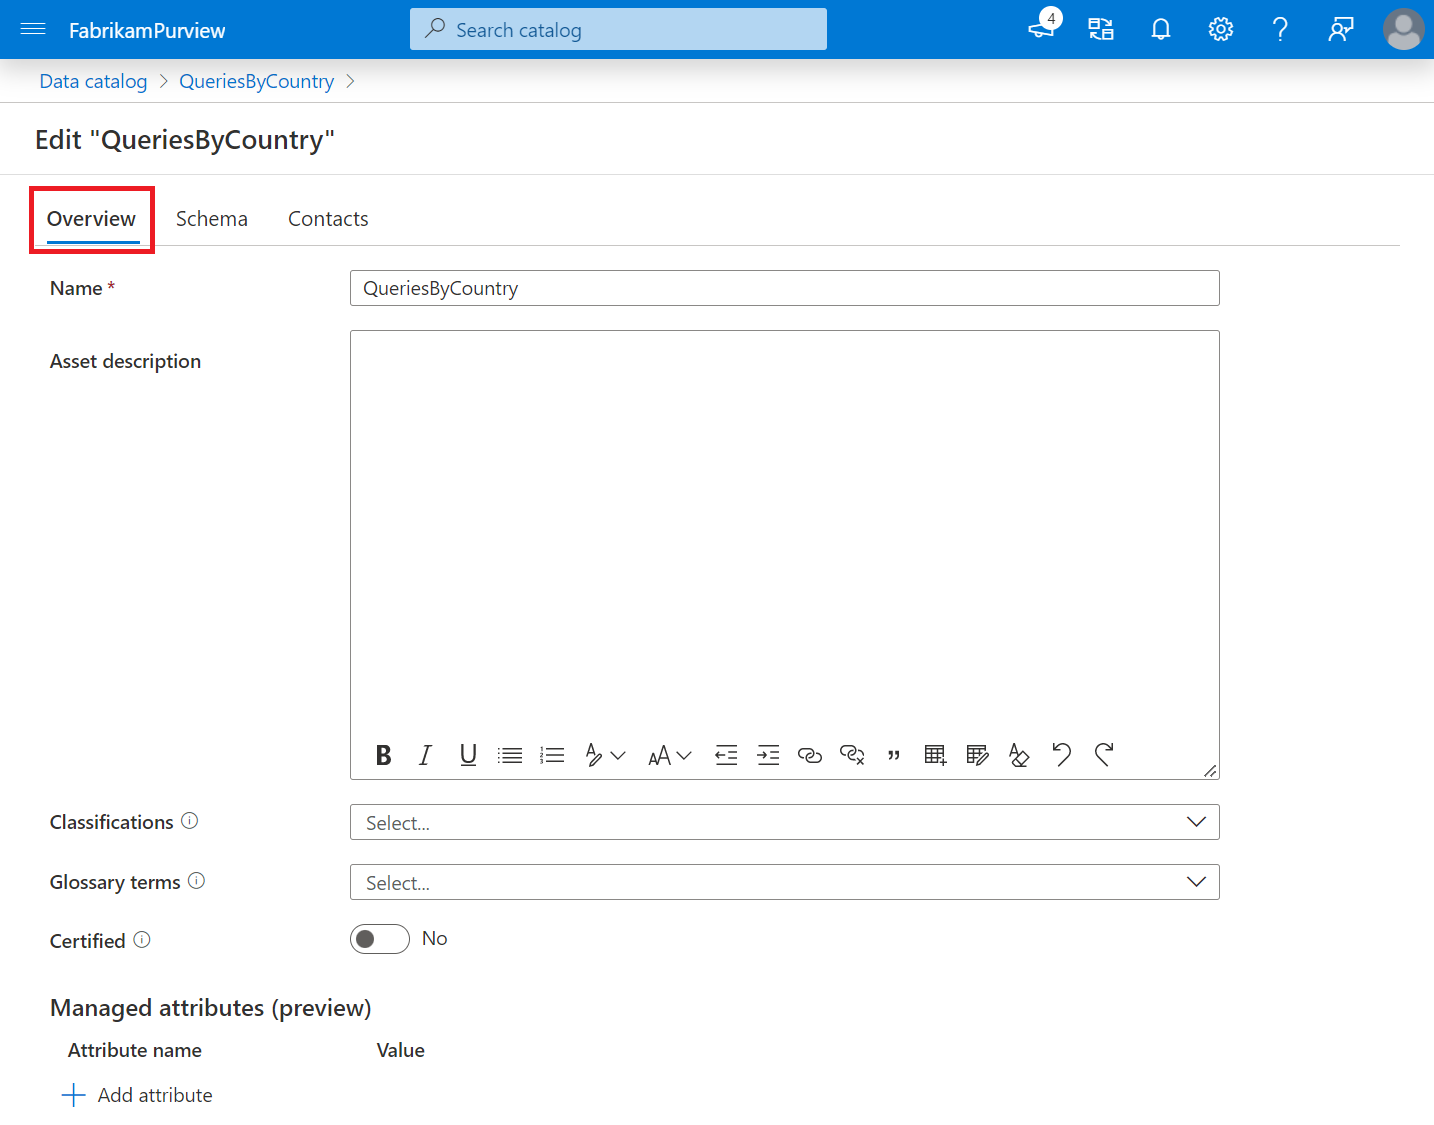 FabrikamPurview
Search catalog
4
Data catalog > QueriesByCountry >
Edit "QueriesByCountry"
Overview Schema Contacts
Name *
QueriesByCountry
Asset description
Classifications
Select...
Glossary terms
Select...
Certified
No
Managed attributes (preview)
Attribute name Value
Add attribute